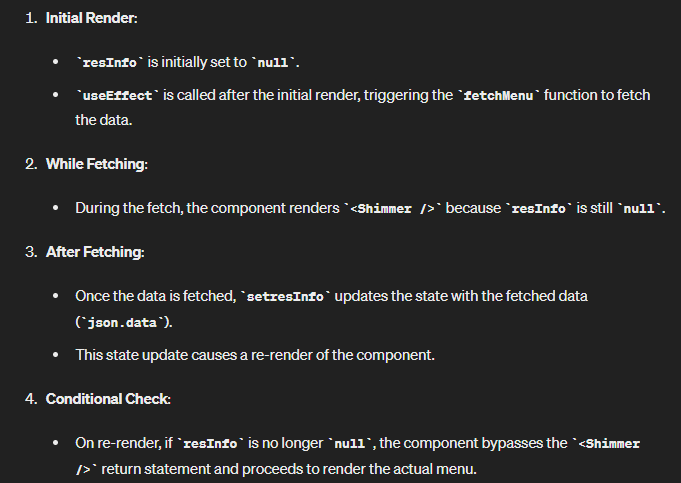 1. Initial Render:
• `resInfo` is initially set to `null`.
• `useEffect` is called after the initial render, triggering the `fetchMenu` function to fetch
the data.
2. While Fetching:
• During the fetch, the component renders `<Shimmer />` because `resInfo` is still `null`.
3. After Fetching:
• Once the data is fetched, `setresInfo` updates the state with the fetched data
(`json.data`).
• This state update causes a re-render of the component.
4. Conditional Check:
• On re-render, if `resInfo` is no longer `null`, the component bypasses the `<Shimmer
/>` return statement and proceeds to render the actual menu.